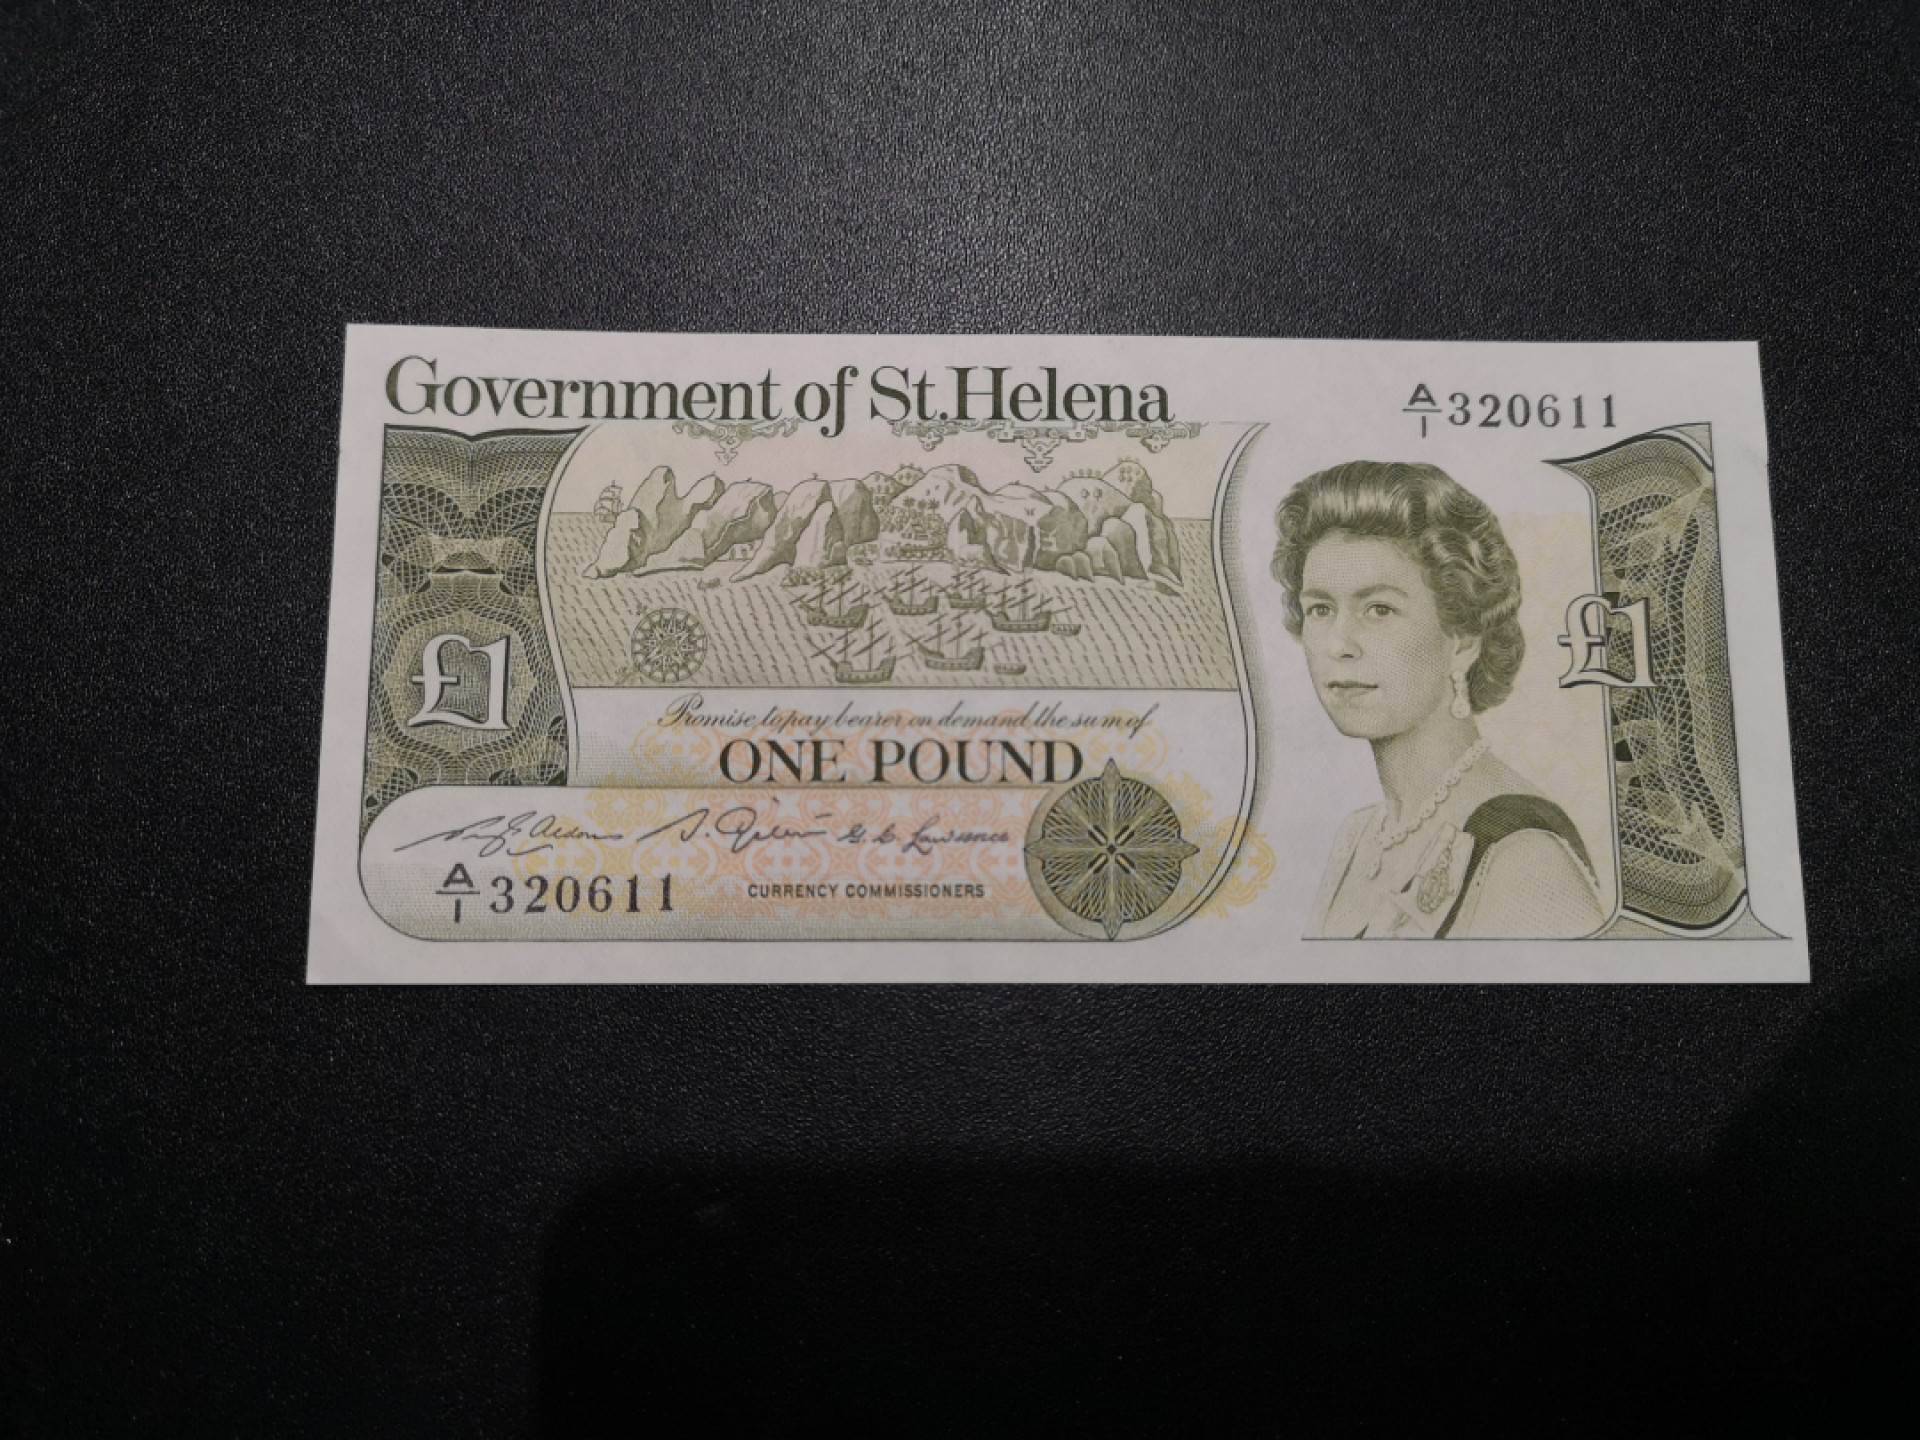 Government of St.Helena
A/1 320611
£1
£1
Promise to pay bearer on demand the sum of
ONE POUND
A/1 320611
CURRENCY COMMISSIONERS